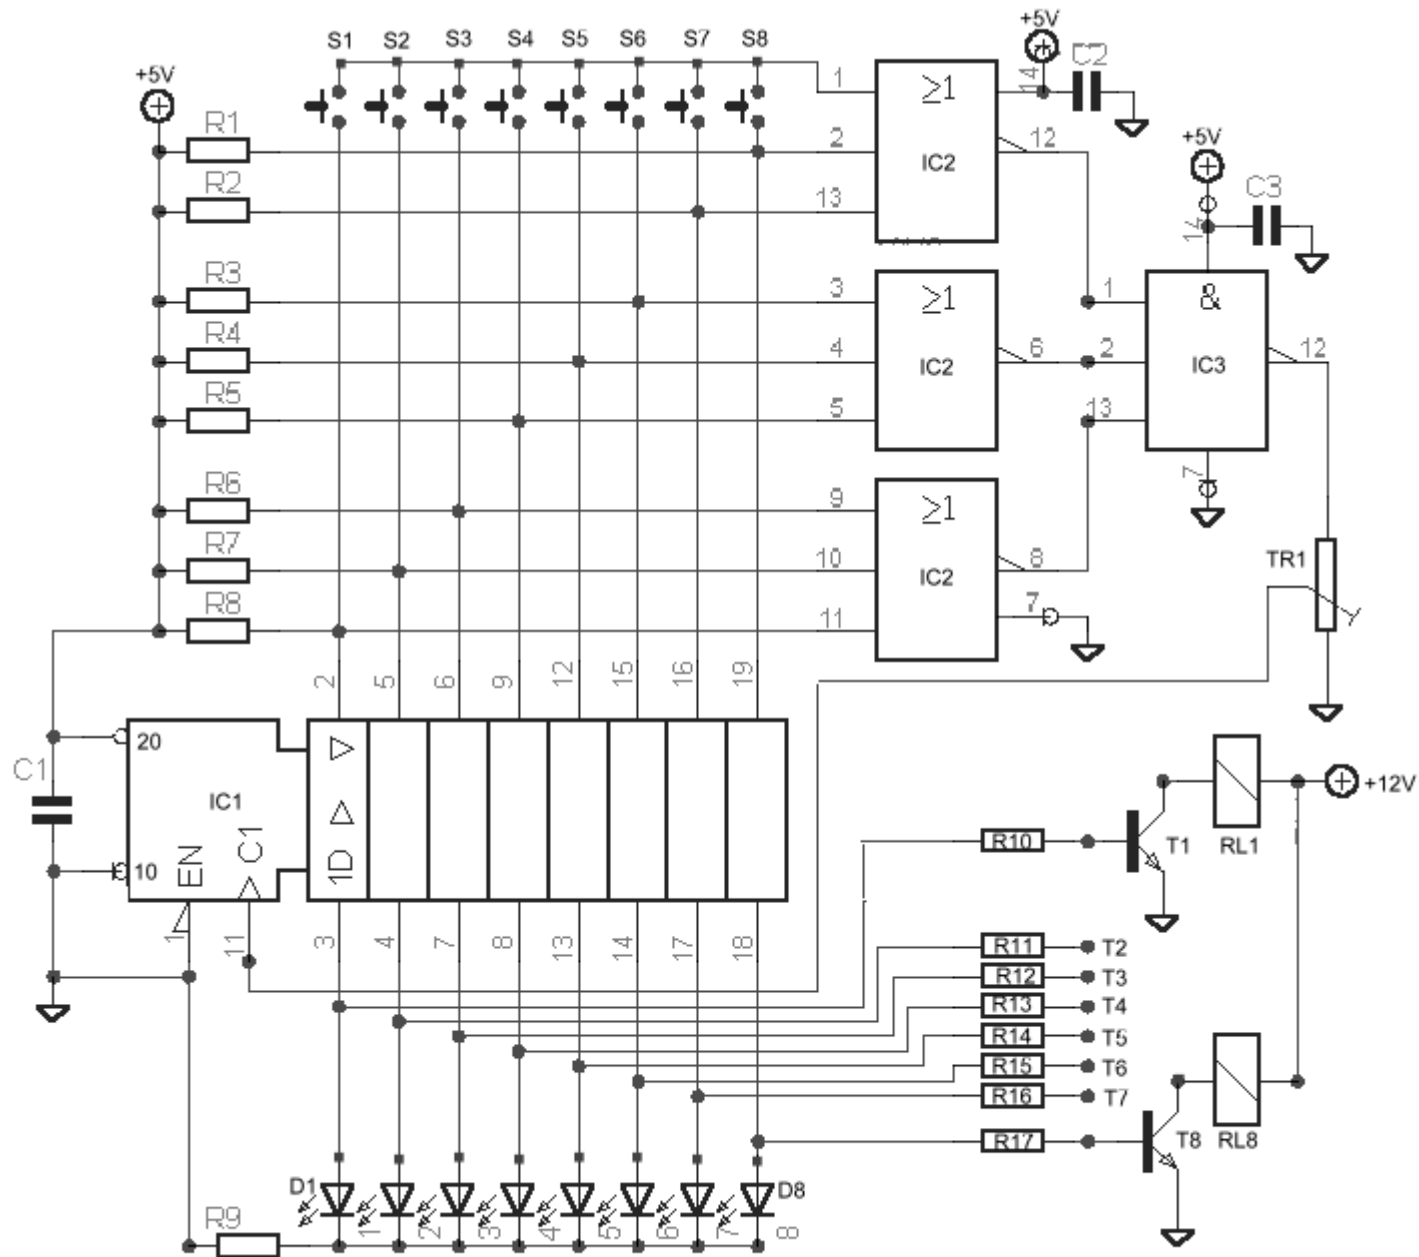 +5V
S1 S2 S3 S4 S5 S6 S7 S8
+5V
14
C2
1
≥1
R1
2
IC2
12
+5V
C3
R2
13
14
R3
3
≥1
1
&
R4
4
IC2
6
2
IC3
12
R5
5
13
R6
9
≥1
7
R7
10
IC2
8
TR1
R8
11
7
2 5 6 9 12 15 16 19
20
C1
IC1
+12V
10
EN
C1
1D
R10
T1
RL1
1
11
3 4 7 8 13 14 17 18
R11 T2
R12 T3
R13 T4
R14 T5
R15 T6
R16 T7
R17
T8
RL8
D1
D8
R9
1 2 3 4 5 6 7 8